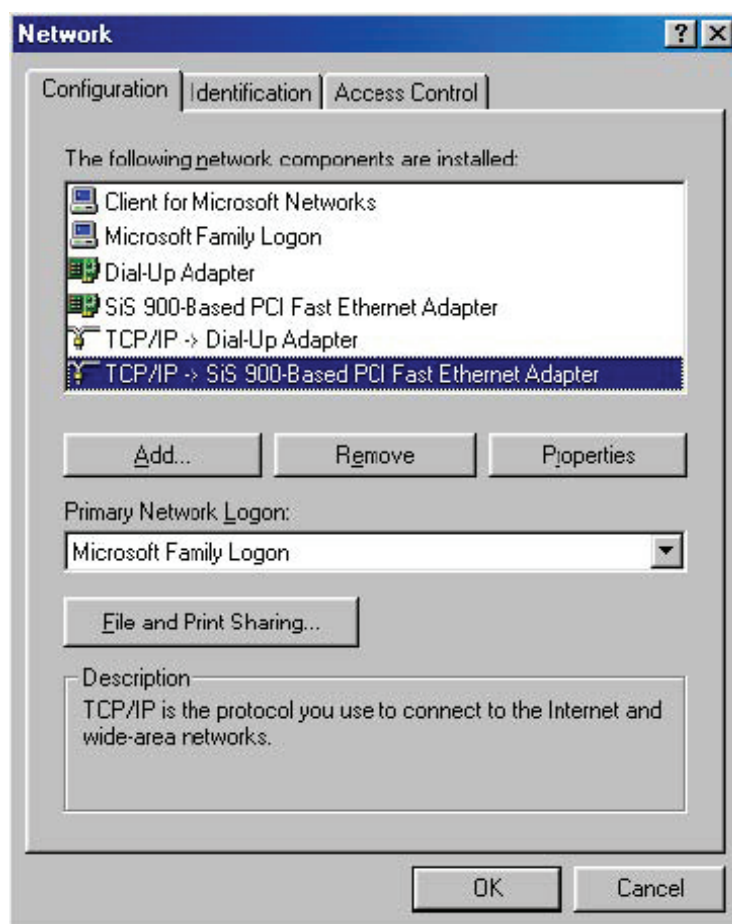 Network
Configuration Identification Access Control
The following network components are installed:
Client for Microsoft Networks
Microsoft Family Logon
Dial-Up Adapter
SiS 900-Based PCI Fast Ethernet Adapter
TCP/IP -> Dial-Up Adapter
TCP/IP -> SiS 900-Based PCI Fast Ethernet Adapter
Add... Remove Properties
Primary Network Logon:
Microsoft Family Logon
File and Print Sharing...
Description
TCP/IP is the protocol you use to connect to the Internet and
wide-area networks.
OK Cancel